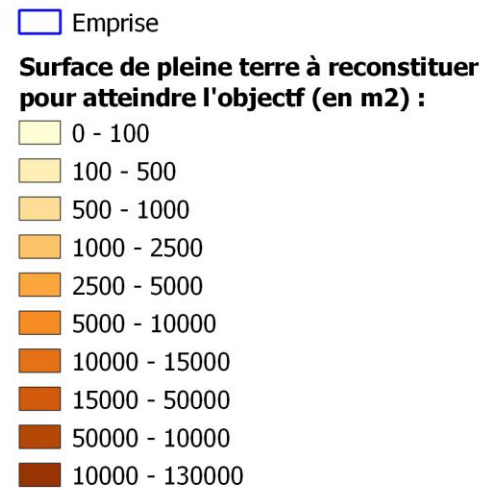 Emprise
Surface de pleine terre à reconstituer
pour atteindre l'objectf (en m2) :
0 - 100
100 - 500
500 - 1000
1000 - 2500
2500 - 5000
5000 - 10000
10000 - 15000
15000 - 50000
50000 - 10000
10000 - 130000